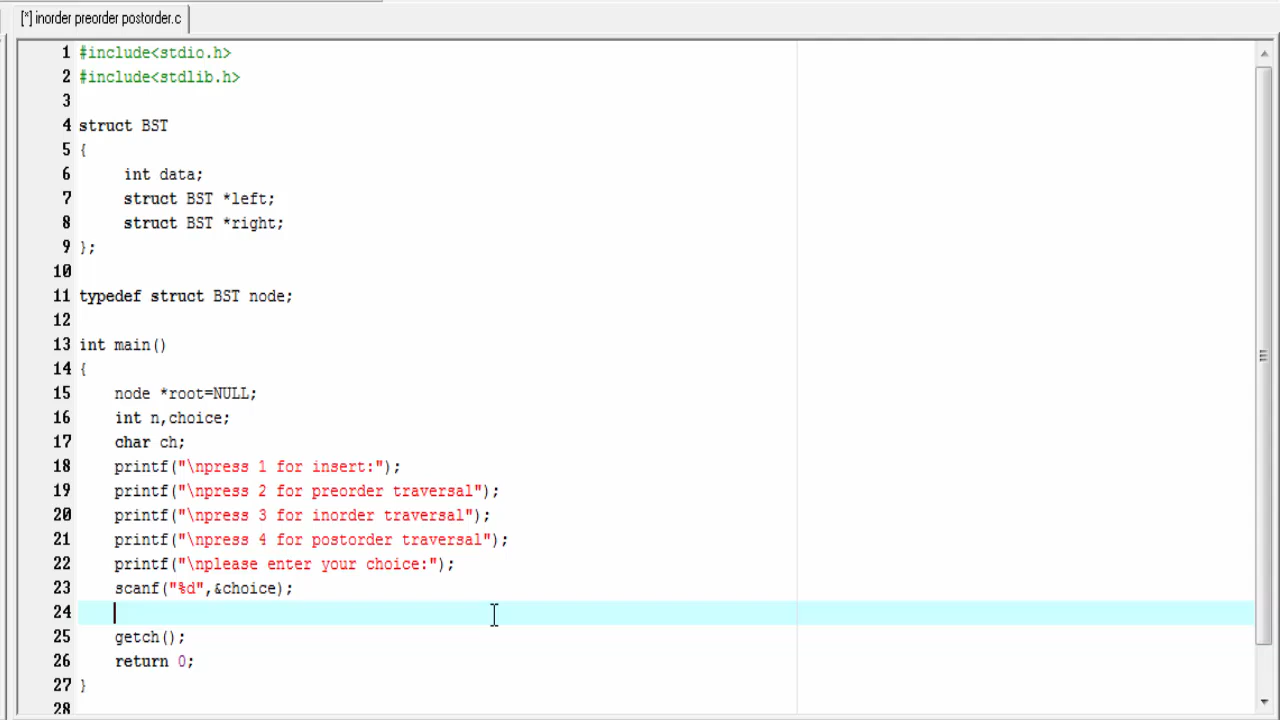 [*] inorder preorder postorder.c
1 #include<stdio.h>
2 #include<stdlib.h>
3
4 struct BST
5 {
6 int data;
7 struct BST *left;
8 struct BST *right;
9 };
10
11 typedef struct BST node;
12
13 int main()
14 {
15 node *root=NULL;
16 int n,choice;
17 char ch;
18 printf("\npress 1 for insert:");
19 printf("\npress 2 for preorder traversal");
20 printf("\npress 3 for inorder traversal");
21 printf("\npress 4 for postorder traversal");
22 printf("\nplease enter your choice:");
23 scanf("%d",&choice);
24
25 getch();
26 return 0;
27 }
28